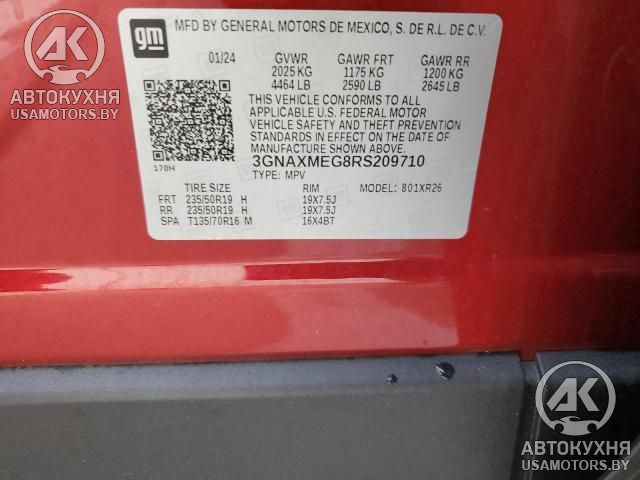 gm
MFD BY GENERAL MOTORS DE MEXICO, S. DE R.L. DE C.V.
01/24 GVWR GAWR FRT GAWR RR
2025 KG 1175 KG 1200 KG
4464 LB 2590 LB 2645 LB
THIS VEHICLE CONFORMS TO ALL
APPLICABLE U.S. FEDERAL MOTOR
VEHICLE SAFETY AND THEFT PREVENTION
STANDARDS IN EFFECT ON THE DATE OF
MANUFACTURE SHOWN ABOVE.
170H 3GNAXMEG8RS209710
TYPE: MPV
TIRE SIZE RIM MODEL: 801XR26
FRT 235/50R19 H 19X7.5J
RR 235/50R19 H 19X7.5J
SPA T135/70R16 M 16X4BT
АК
АВТОКУХНЯ
USAMOTORS.BY
АК
АВТОКУХНЯ
USAMOTORS.BY